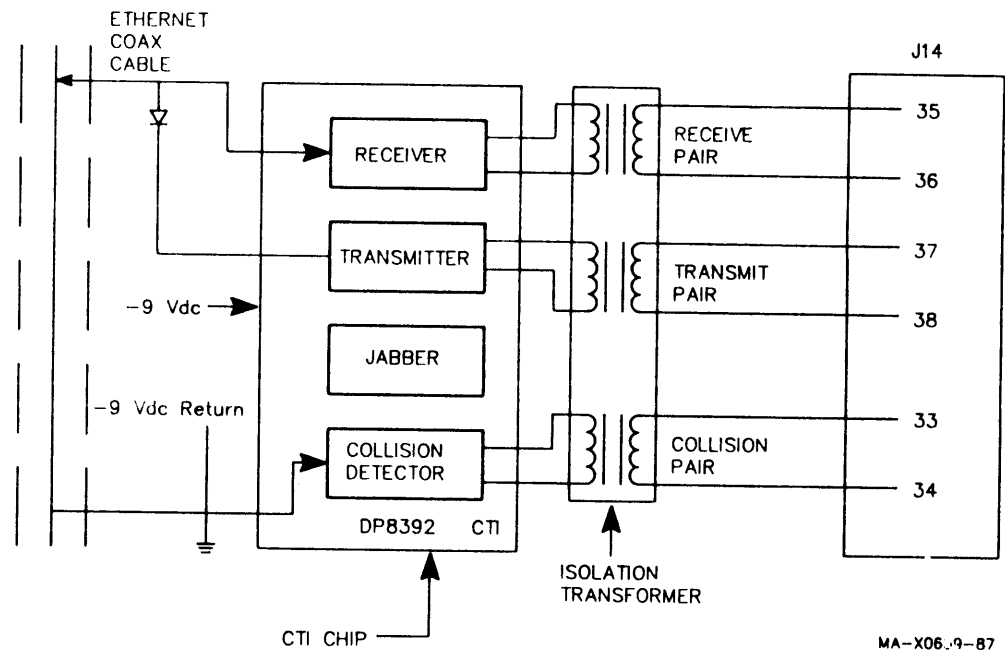 ETHERNET
COAX
CABLE
J14
RECEIVER
RECEIVE
PAIR
35
36
TRANSMITTER
TRANSMIT
PAIR
37
38
-9 Vdc
JABBER
-9 Vdc Return
COLLISION
DETECTOR
COLLISION
PAIR
33
34
DP8392 CTI
ISOLATION
TRANSFORMER
CTI CHIP